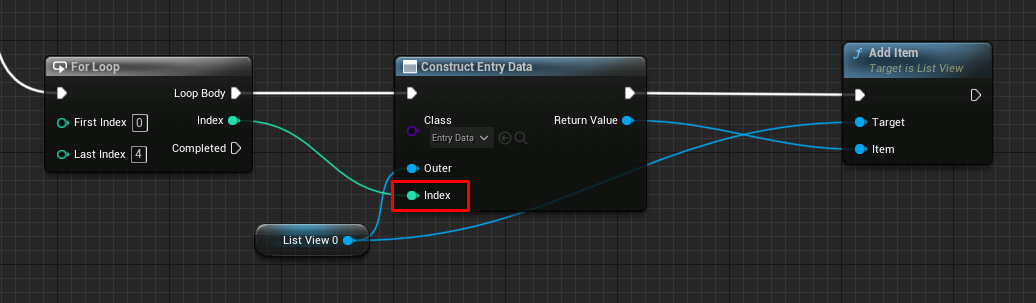 For Loop
Loop Body
First Index 0
Index
Last Index 4
Completed
Construct Entry Data
Class
Entry Data
Return Value
Outer
Index
List View 0
f Add Item
Target is List View
Target
Item